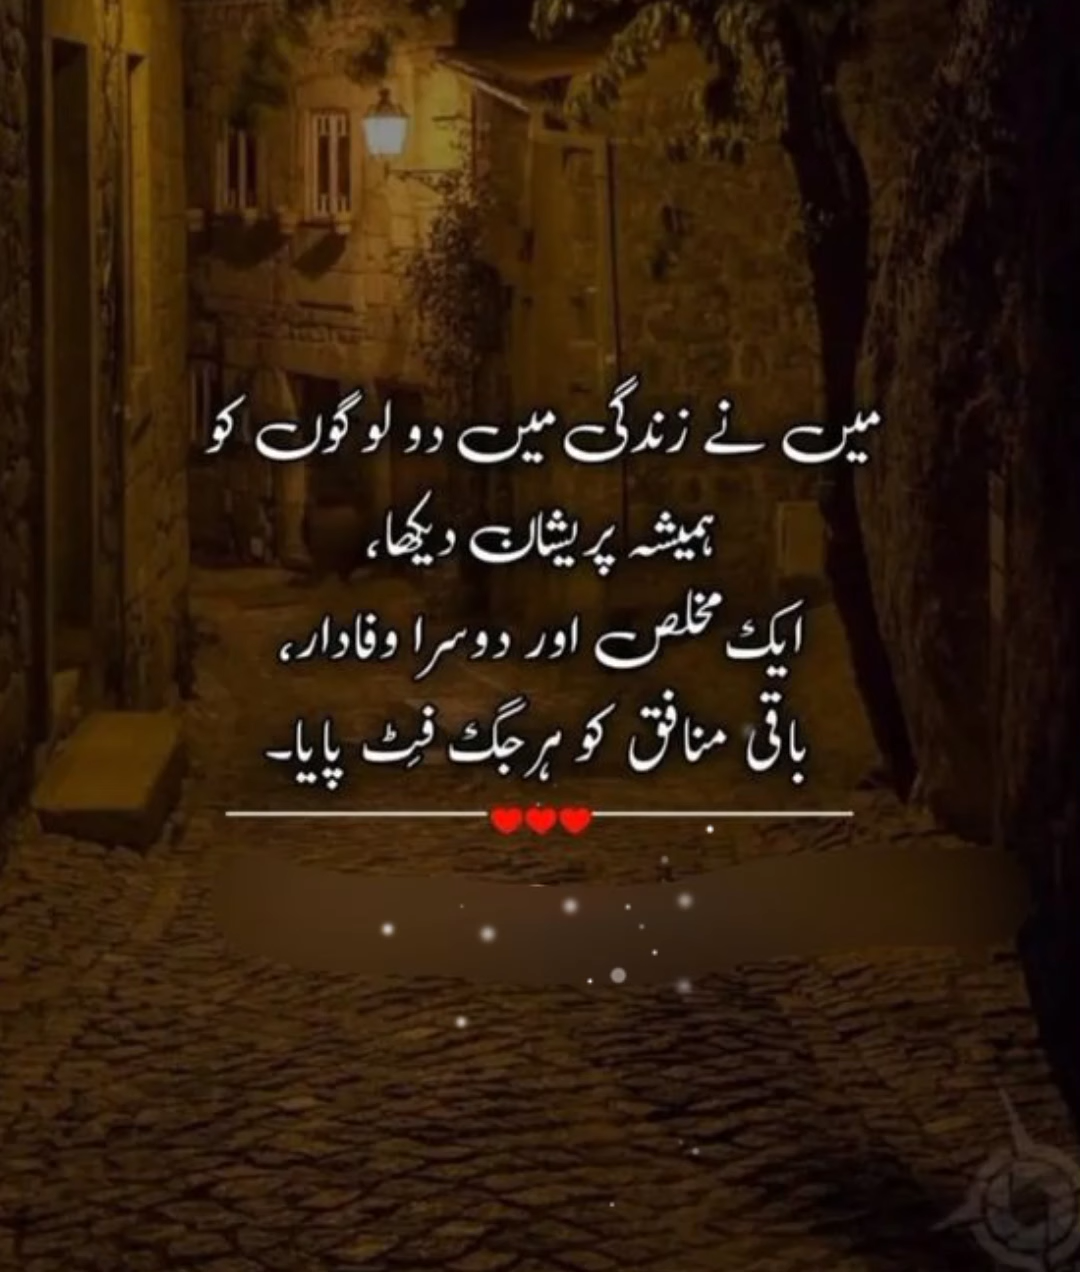 میں نے زندگی میں دو لوگوں کو
ہمیشہ پریشان دیکھا،
ایک مخلص اور دوسرا وفادار،
باقی منافق کو ہر جگ فِٹ پایا۔